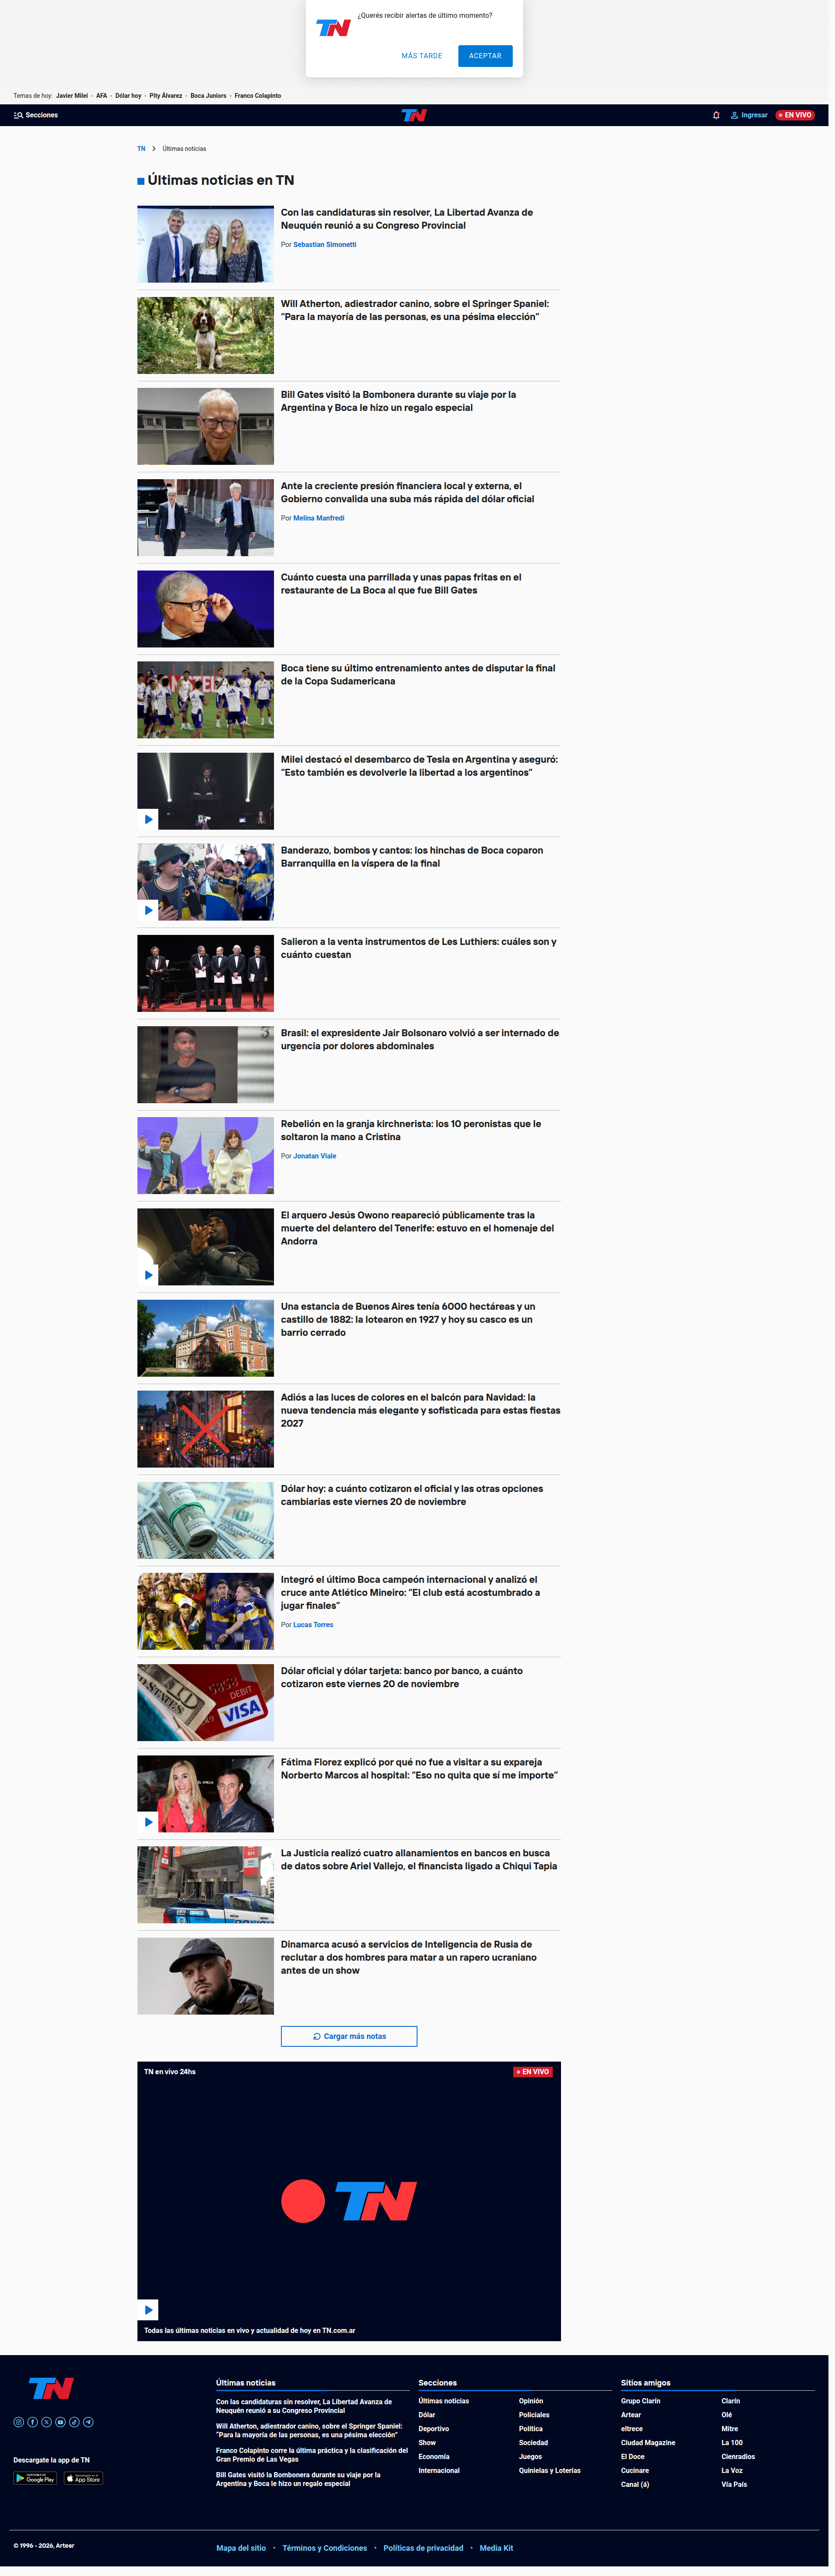 ¿Querés recibir alertas de último momento?
MÁS TARDE
ACEPTAR
Temas de hoy: Javier Milei - AFA - Dólar hoy - Pity Álvarez - Boca Juniors - Franco Colapinto
Secciones
TN
Ingresar
EN VIVO
TN > Últimas noticias
Últimas noticias en TN
Con las candidaturas sin resolver, La Libertad Avanza de
Neuquén reunió a su Congreso Provincial
Por Sebastian Simonetti
Will Atherton, adiestrador canino, sobre el Springer Spaniel:
“Para la mayoría de las personas, es una pésima elección”
Bill Gates visitó la Bombonera durante su viaje por la
Argentina y Boca le hizo un regalo especial
Ante la creciente presión financiera local y externa, el
Gobierno convalida una suba más rápida del dólar oficial
Por Melina Manfredi
Cuánto cuesta una parrillada y unas papas fritas en el
restaurante de La Boca al que fue Bill Gates
Boca tiene su último entrenamiento antes de disputar la final
de la Copa Sudamericana
Milei destacó el desembarco de Tesla en Argentina y aseguró:
“Esto también es devolverle la libertad a los argentinos”
Banderazo, bombos y cantos: los hinchas de Boca coparon
Barranquilla en la víspera de la final
Salieron a la venta instrumentos de Les Luthiers: cuáles son y
cuánto cuestan
Brasil: el expresidente Jair Bolsonaro volvió a ser internado de
urgencia por dolores abdominales
Rebelión en la granja kirchnerista: los 10 peronistas que le
soltaron la mano a Cristina
Por Jonatan Viale
El arquero Jesús Owono reapareció públicamente tras la
muerte del delantero del Tenerife: estuvo en el homenaje del
Andorra
Una estancia de Buenos Aires tenía 6000 hectáreas y un
castillo de 1882: la lotearon en 1927 y hoy su casco es un
barrio cerrado
Adiós a las luces de colores en el balcón para Navidad: la
nueva tendencia más elegante y sofisticada para estas fiestas
2027
Dólar hoy: a cuánto cotizaron el oficial y las otras opciones
cambiarias este viernes 20 de noviembre
Integró el último Boca campeón internacional y analizó el
cruce ante Atlético Mineiro: “El club está acostumbrado a
jugar finales”
Por Lucas Torres
DEBIT
VISA
Dólar oficial y dólar tarjeta: banco por banco, a cuánto
cotizaron este viernes 20 de noviembre
Fátima Florez explicó por qué no fue a visitar a su expareja
Norberto Marcos al hospital: “Eso no quita que sí me importe”
La Justicia realizó cuatro allanamientos en bancos en busca
de datos sobre Ariel Vallejo, el financista ligado a Chiqui Tapia
Dinamarca acusó a servicios de Inteligencia de Rusia de
reclutar a dos hombres para matar a un rapero ucraniano
antes de un show
Cargar más notas
TN en vivo 24hs
EN VIVO
TN
Todas las últimas noticias en vivo y actualidad de hoy en TN.com.ar
TN
Descargate la app de TN
Google Play
App Store
Últimas noticias
Con las candidaturas sin resolver, La Libertad Avanza de
Neuquén reunió a su Congreso Provincial
Will Atherton, adiestrador canino, sobre el Springer Spaniel:
“Para la mayoría de las personas, es una pésima elección”
Franco Colapinto corre la última práctica y la clasificación del
Gran Premio de Las Vegas
Bill Gates visitó la Bombonera durante su viaje por la
Argentina y Boca le hizo un regalo especial
Secciones
Últimas noticias
Dólar
Deportivo
Show
Economía
Internacional
Opinión
Policiales
Política
Sociedad
Juegos
Quinielas y Loterías
Sitios amigos
Grupo Clarín
Artear
eltrece
Ciudad Magazine
El Doce
Cucinare
Canal (á)
Clarín
Olé
Mitre
La 100
Cienradios
La Voz
Vía País
© 1996 - 2026, Artear
Mapa del sitio • Términos y Condiciones • Políticas de privacidad • Media Kit